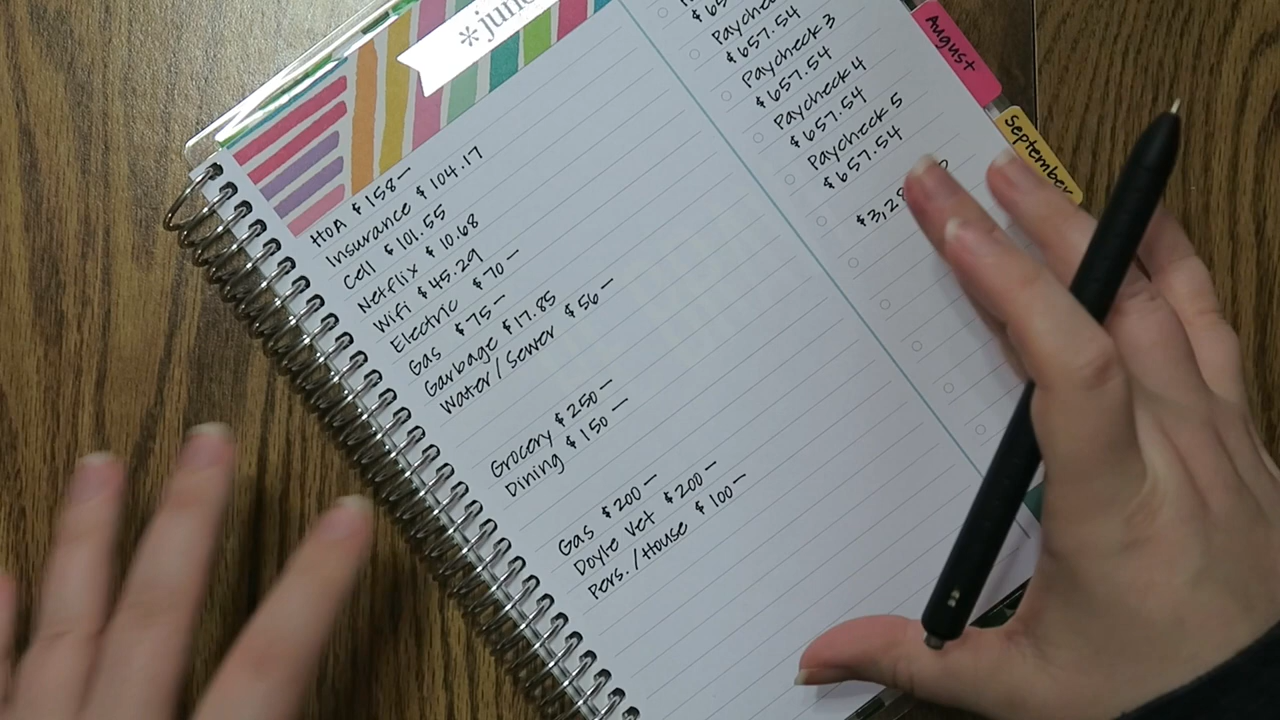 *june
HOA $158—
Insurance $104.17
Cell $101.55
Netflix $10.68
Wifi $45.29
Electric $70—
Gas $75—
Garbage $17.85
Water/Sewer $56—
Grocery $250—
Dining $150—
Gas $200—
Doyle Vet $200—
Pers./House $100—
$657.54
Paycheck 3
$657.54
Paycheck 4
$657.54
Paycheck 5
$657.54
August
September